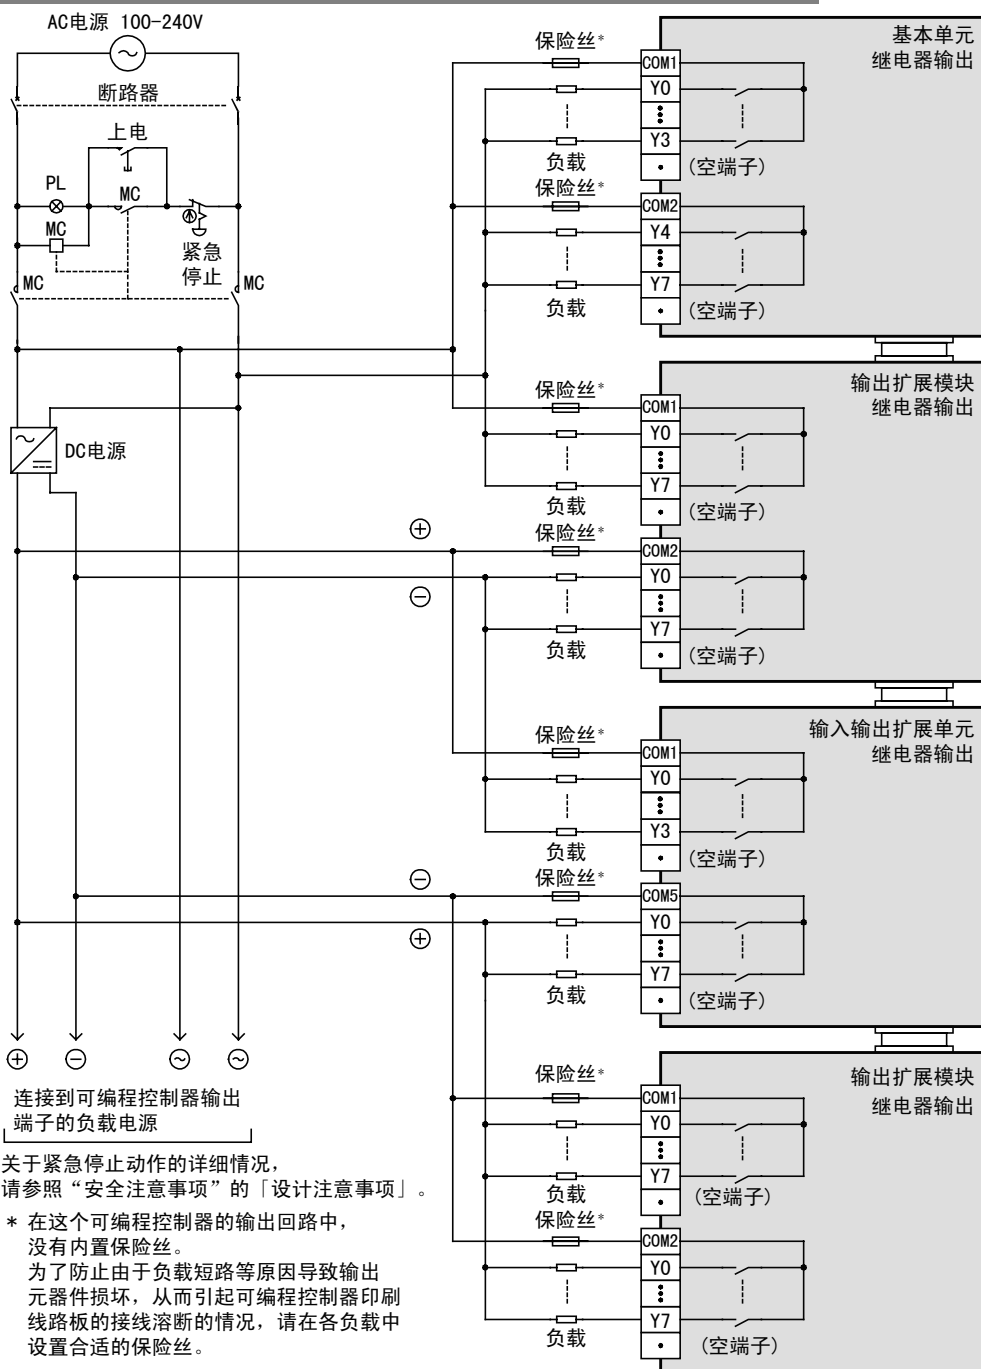 AC电源 100-240V
断路器
上电
PL
MC
MC
紧急
停止
MC
MC
DC电源
保险丝*
COM1
Y0
Y3
负载
(空端子)
基本单元
继电器输出
保险丝*
COM2
Y4
Y7
负载
(空端子)
输出扩展模块
继电器输出
保险丝*
COM1
Y0
Y7
负载
(空端子)
保险丝*
COM2
Y0
Y7
负载
(空端子)
输入输出扩展单元
继电器输出
保险丝*
COM1
Y0
Y3
负载
(空端子)
保险丝*
COM5
Y0
Y7
负载
(空端子)
输出扩展模块
继电器输出
保险丝*
COM1
Y0
Y7
负载
(空端子)
保险丝*
COM2
Y0
Y7
负载
(空端子)
连接到可编程控制器输出
端子的负载电源
关于紧急停止动作的详细情况，
请参照“安全注意事项”的「设计注意事项」。
* 在这个可编程控制器的输出回路中，
没有内置保险丝。
为了防止由于负载短路等原因导致输出
元器件损坏，从而引起可编程控制器印刷
线路板的接线溶断的情况，请在各负载中
设置合适的保险丝。